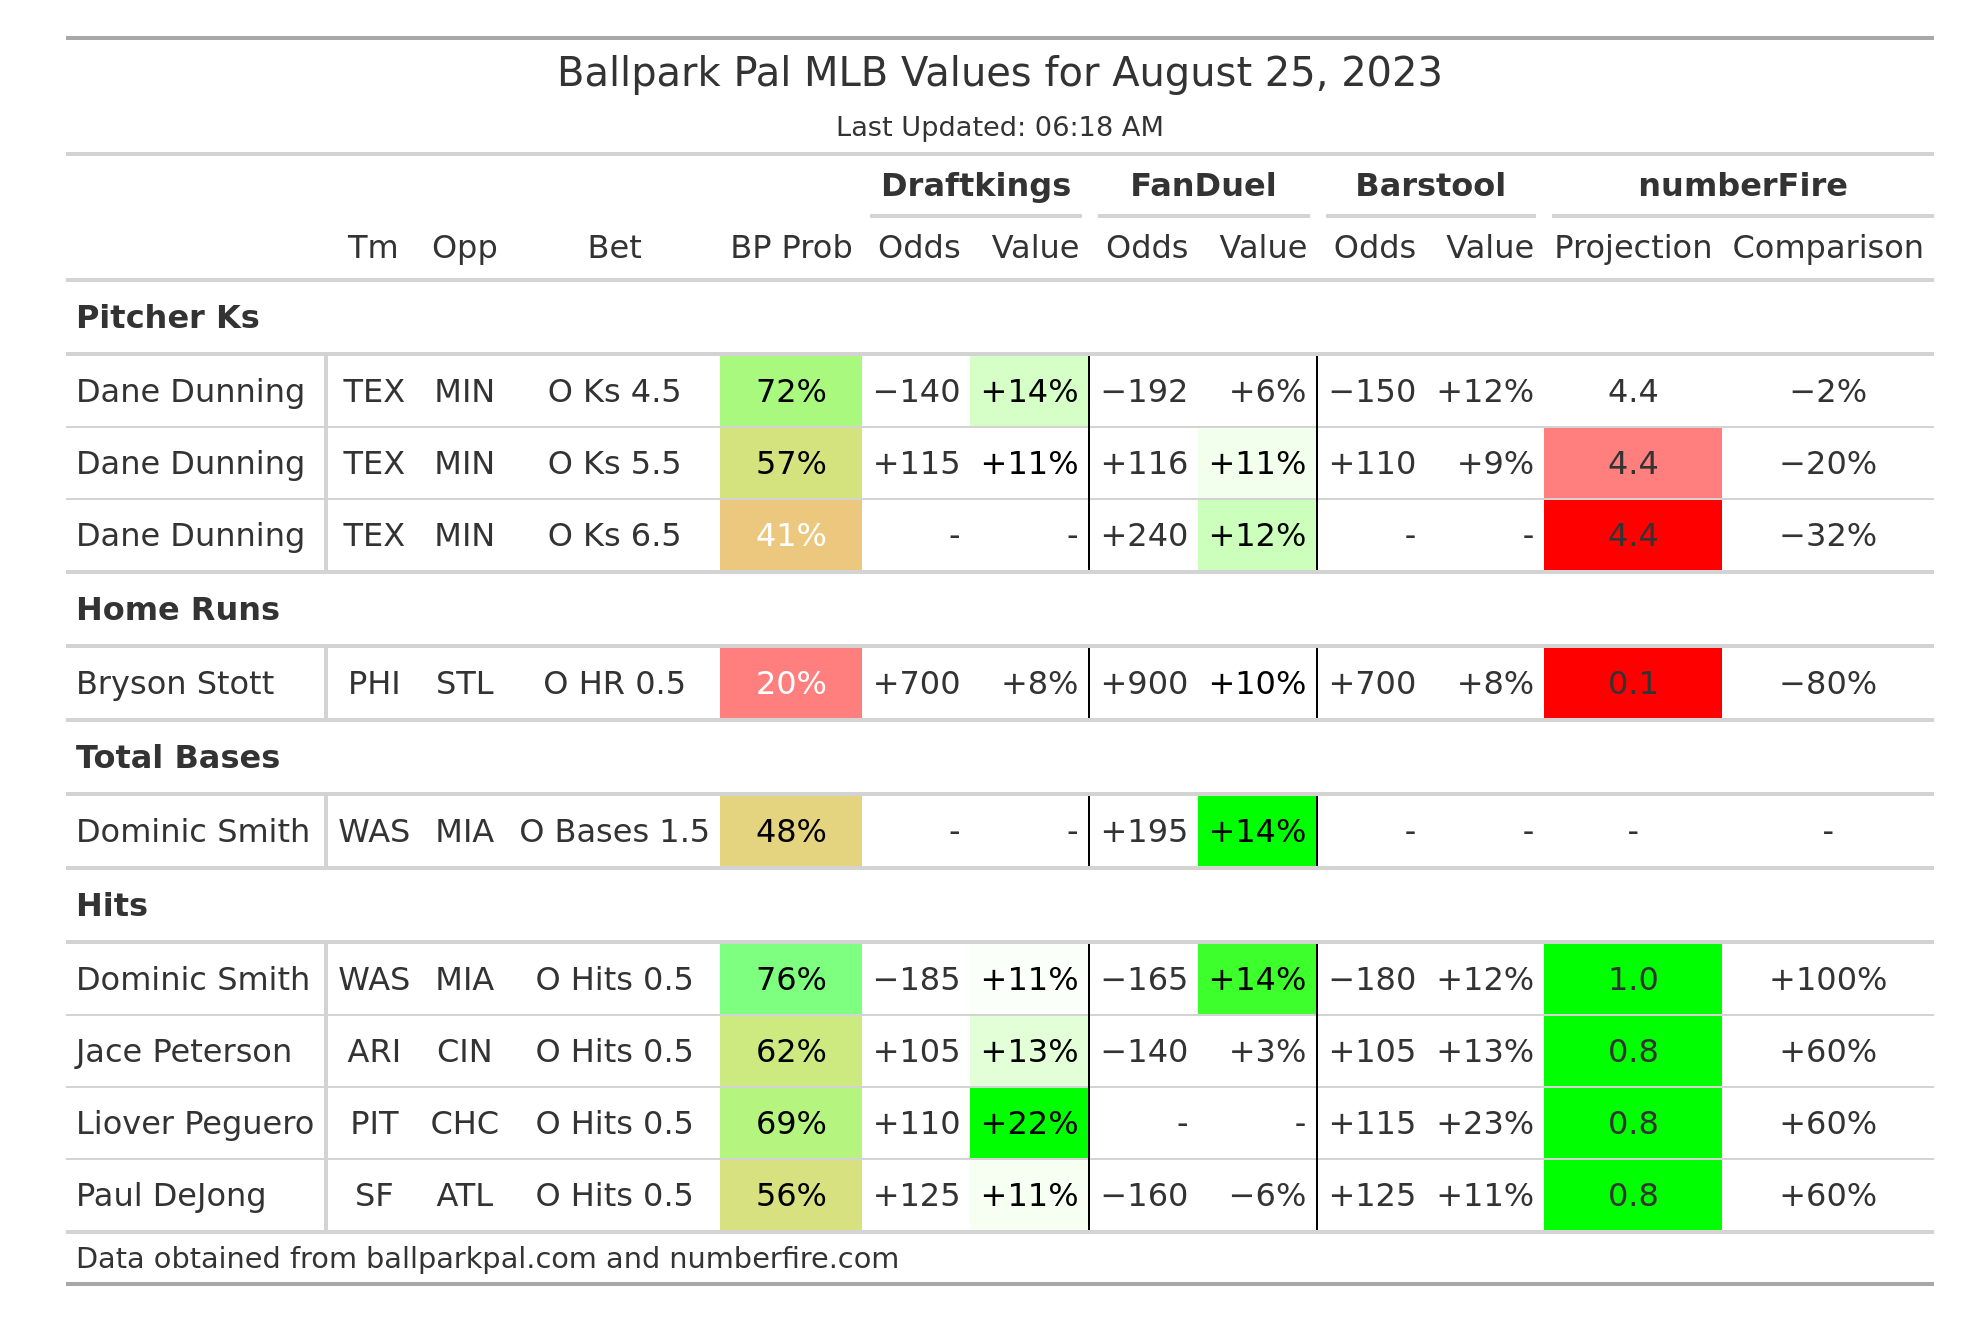 Ballpark Pal MLB Values for August 25, 2023
Last Updated: 06:18 AM
Draftkings FanDuel Barstool numberFire
Tm Opp Bet BP Prob Odds Value Odds Value Odds Value Projection Comparison
Pitcher Ks
Dane Dunning TEX MIN O Ks 4.5 72% −140 +14% −192 +6% −150 +12% 4.4 −2%
Dane Dunning TEX MIN O Ks 5.5 57% +115 +11% +116 +11% +110 +9% 4.4 −20%
Dane Dunning TEX MIN O Ks 6.5 41% - - +240 +12% - - 4.4 −32%
Home Runs
Bryson Stott PHI STL O HR 0.5 20% +700 +8% +900 +10% +700 +8% 0.1 −80%
Total Bases
Dominic Smith WAS MIA O Bases 1.5 48% - - +195 +14% - - - -
Hits
Dominic Smith WAS MIA O Hits 0.5 76% −185 +11% −165 +14% −180 +12% 1.0 +100%
Jace Peterson ARI CIN O Hits 0.5 62% +105 +13% −140 +3% +105 +13% 0.8 +60%
Liover Peguero PIT CHC O Hits 0.5 69% +110 +22% - - +115 +23% 0.8 +60%
Paul DeJong SF ATL O Hits 0.5 56% +125 +11% −160 −6% +125 +11% 0.8 +60%
Data obtained from ballparkpal.com and numberfire.com